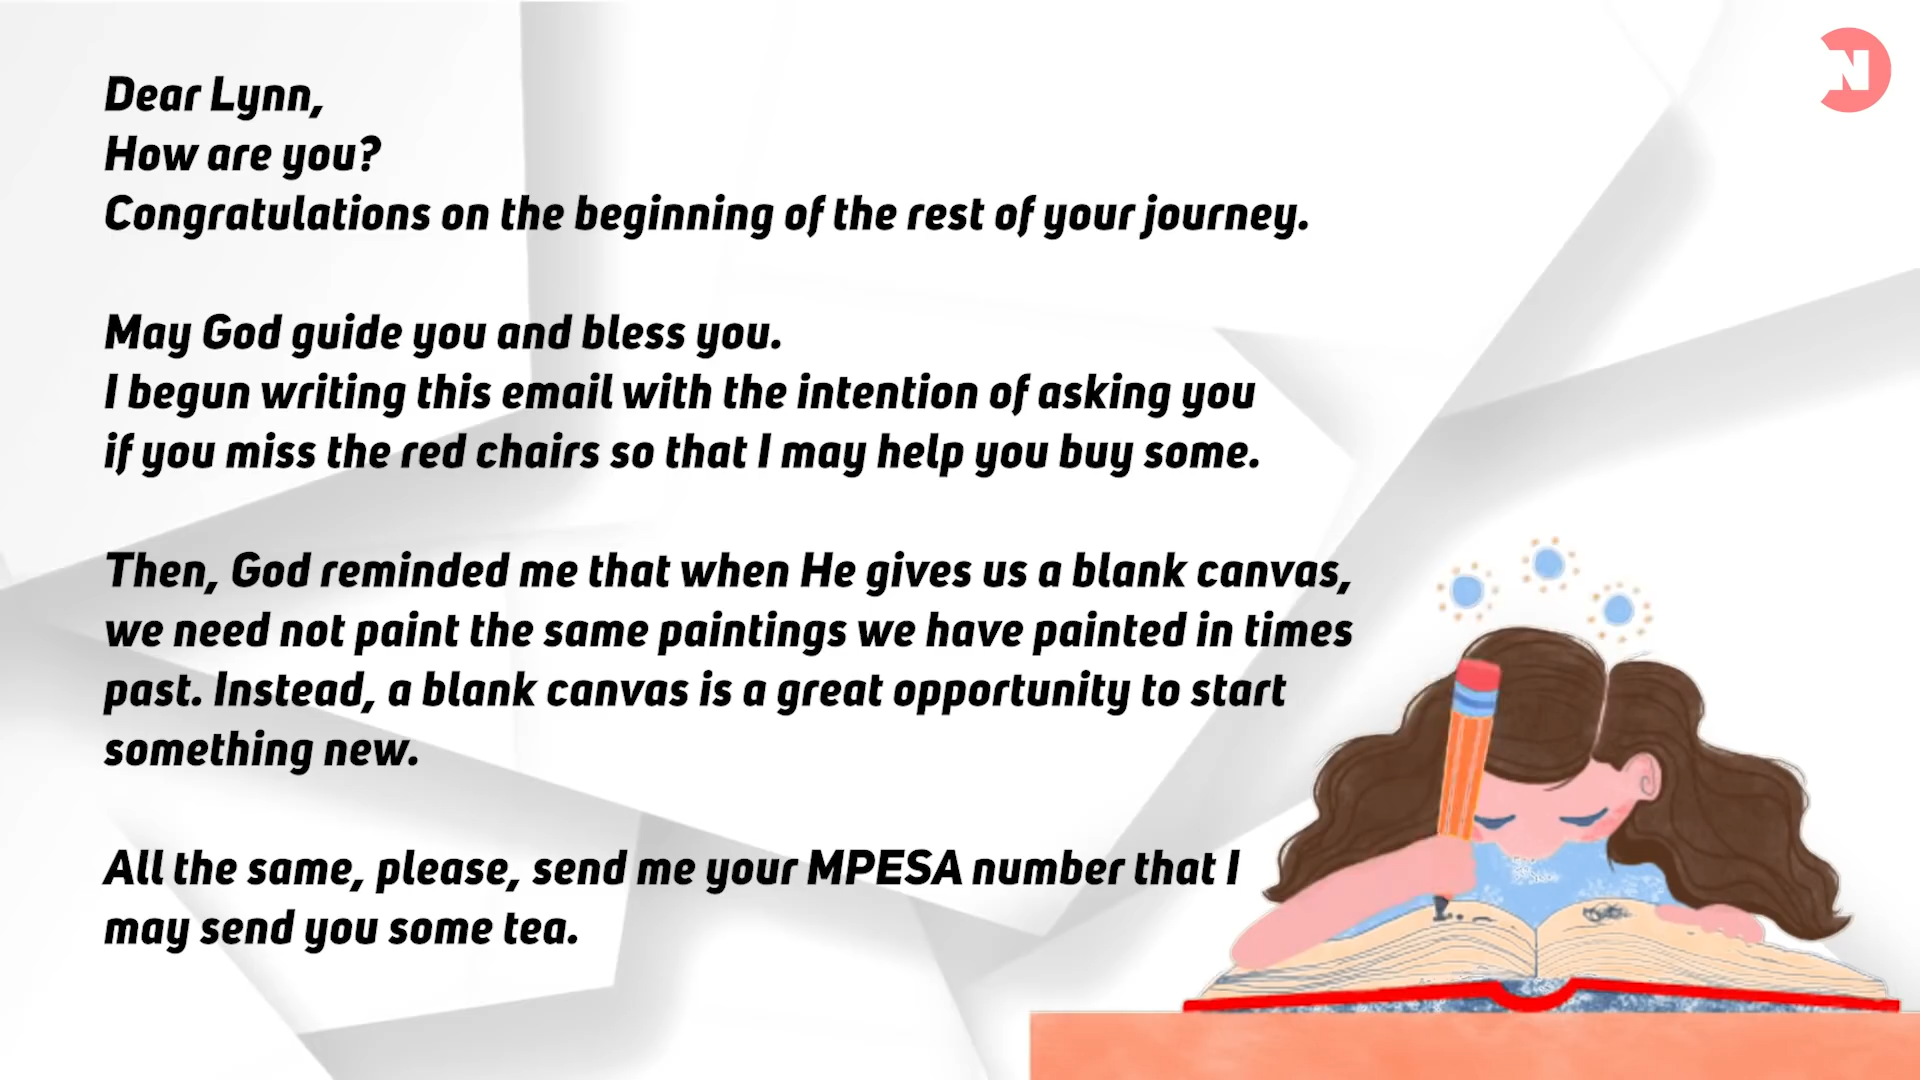 Dear Lynn,
How are you?
Congratulations on the beginning of the rest of your journey.
May God guide you and bless you.
I begun writing this email with the intention of asking you
if you miss the red chairs so that I may help you buy some.
Then, God reminded me that when He gives us a blank canvas,
we need not paint the same paintings we have painted in times
past. Instead, a blank canvas is a great opportunity to start
something new.
All the same, please, send me your MPESA number that I
may send you some tea.
N